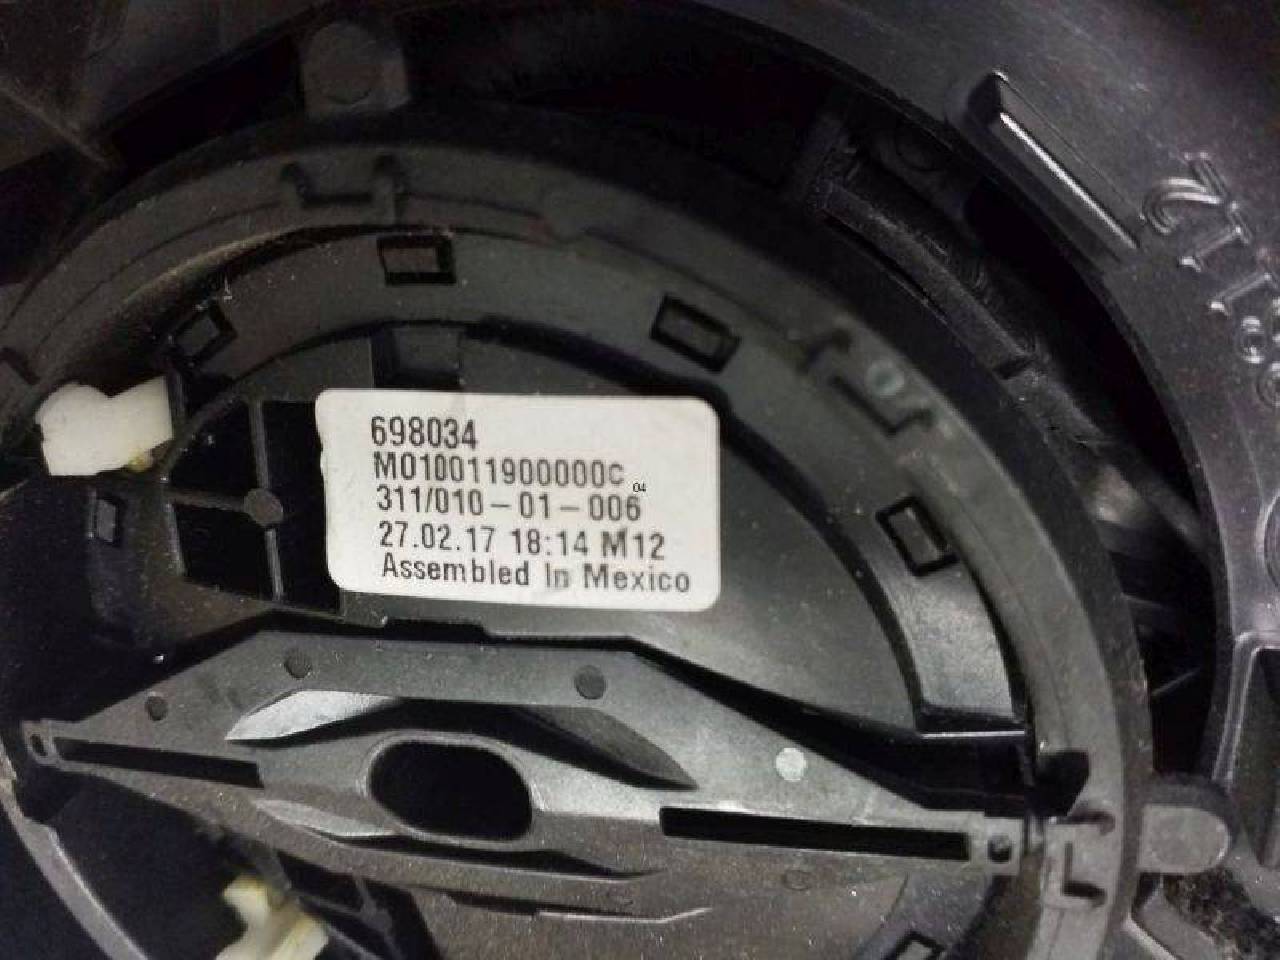 698034
M010011900000C
311/010-01-006 04
27.02.17 18:14 M12
Assembled In Mexico
L